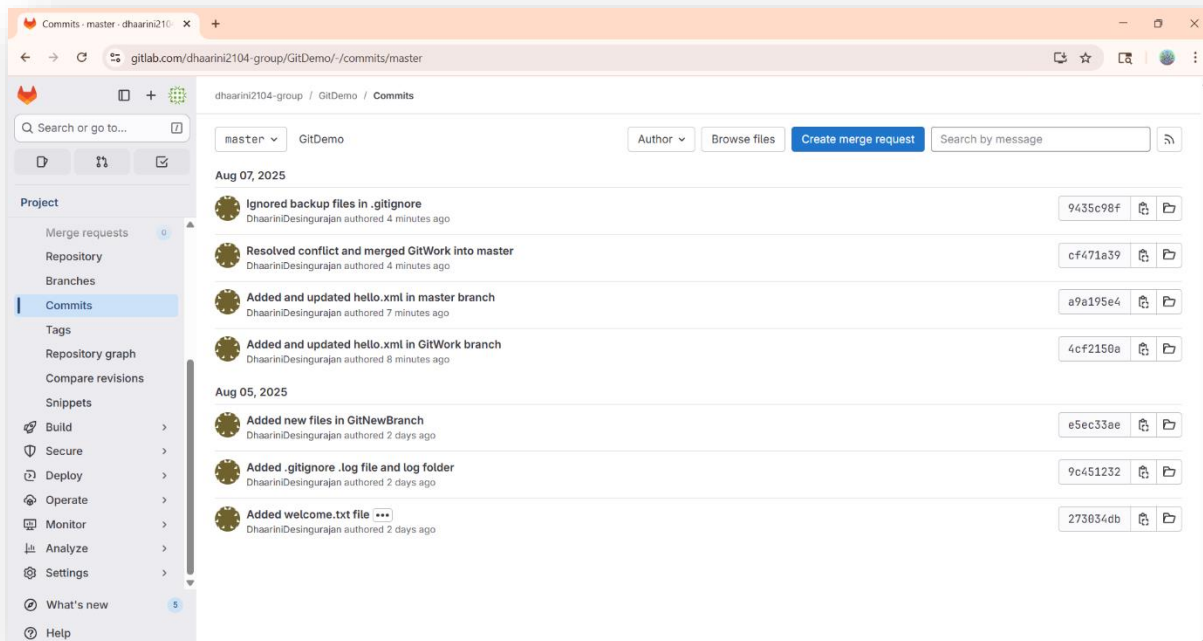 Commits · master · dhaarini210
gitlab.com/dhaarini2104-group/GitDemo/-/commits/master
Search or go to... /
dhaarini2104-group / GitDemo / Commits
master GitDemo Author Browse files Create merge request Search by message
Project
Merge requests 0
Repository
Branches
Commits
Tags
Repository graph
Compare revisions
Snippets
Build
Secure
Deploy
Operate
Monitor
Analyze
Settings
What's new 5
Help
Aug 07, 2025
Ignored backup files in .gitignore
DhaariniDesingurajan authored 4 minutes ago
9435c98f
Resolved conflict and merged GitWork into master
DhaariniDesingurajan authored 4 minutes ago
cf471a39
Added and updated hello.xml in master branch
DhaariniDesingurajan authored 7 minutes ago
a9a195e4
Added and updated hello.xml in GitWork branch
DhaariniDesingurajan authored 8 minutes ago
4cf2150a
Aug 05, 2025
Added new files in GitNewBranch
DhaariniDesingurajan authored 2 days ago
e5ec33ae
Added .gitignore .log file and log folder
DhaariniDesingurajan authored 2 days ago
9c451232
Added welcome.txt file
DhaariniDesingurajan authored 2 days ago
273034db